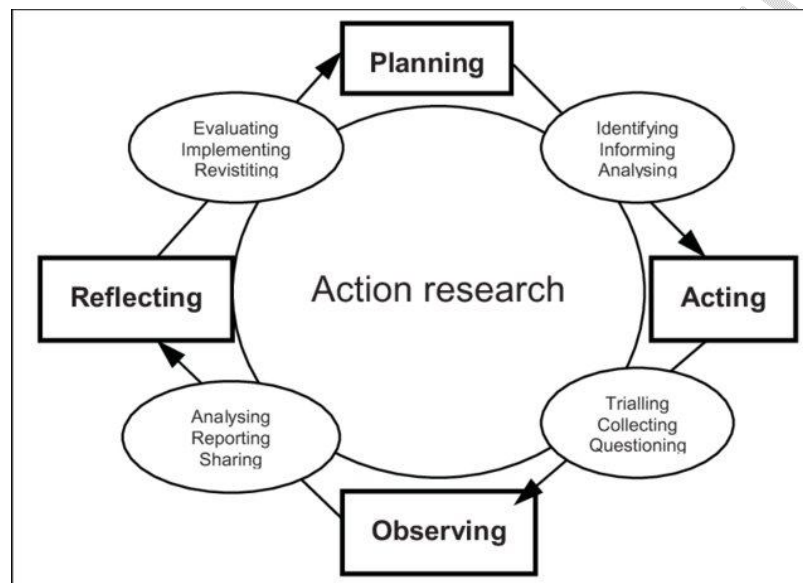 Planning
Evaluating
Implementing
Revistiting
Identifying
Informing
Analysing
Reflecting
Action research
Acting
Analysing
Reporting
Sharing
Trialling
Collecting
Questioning
Observing